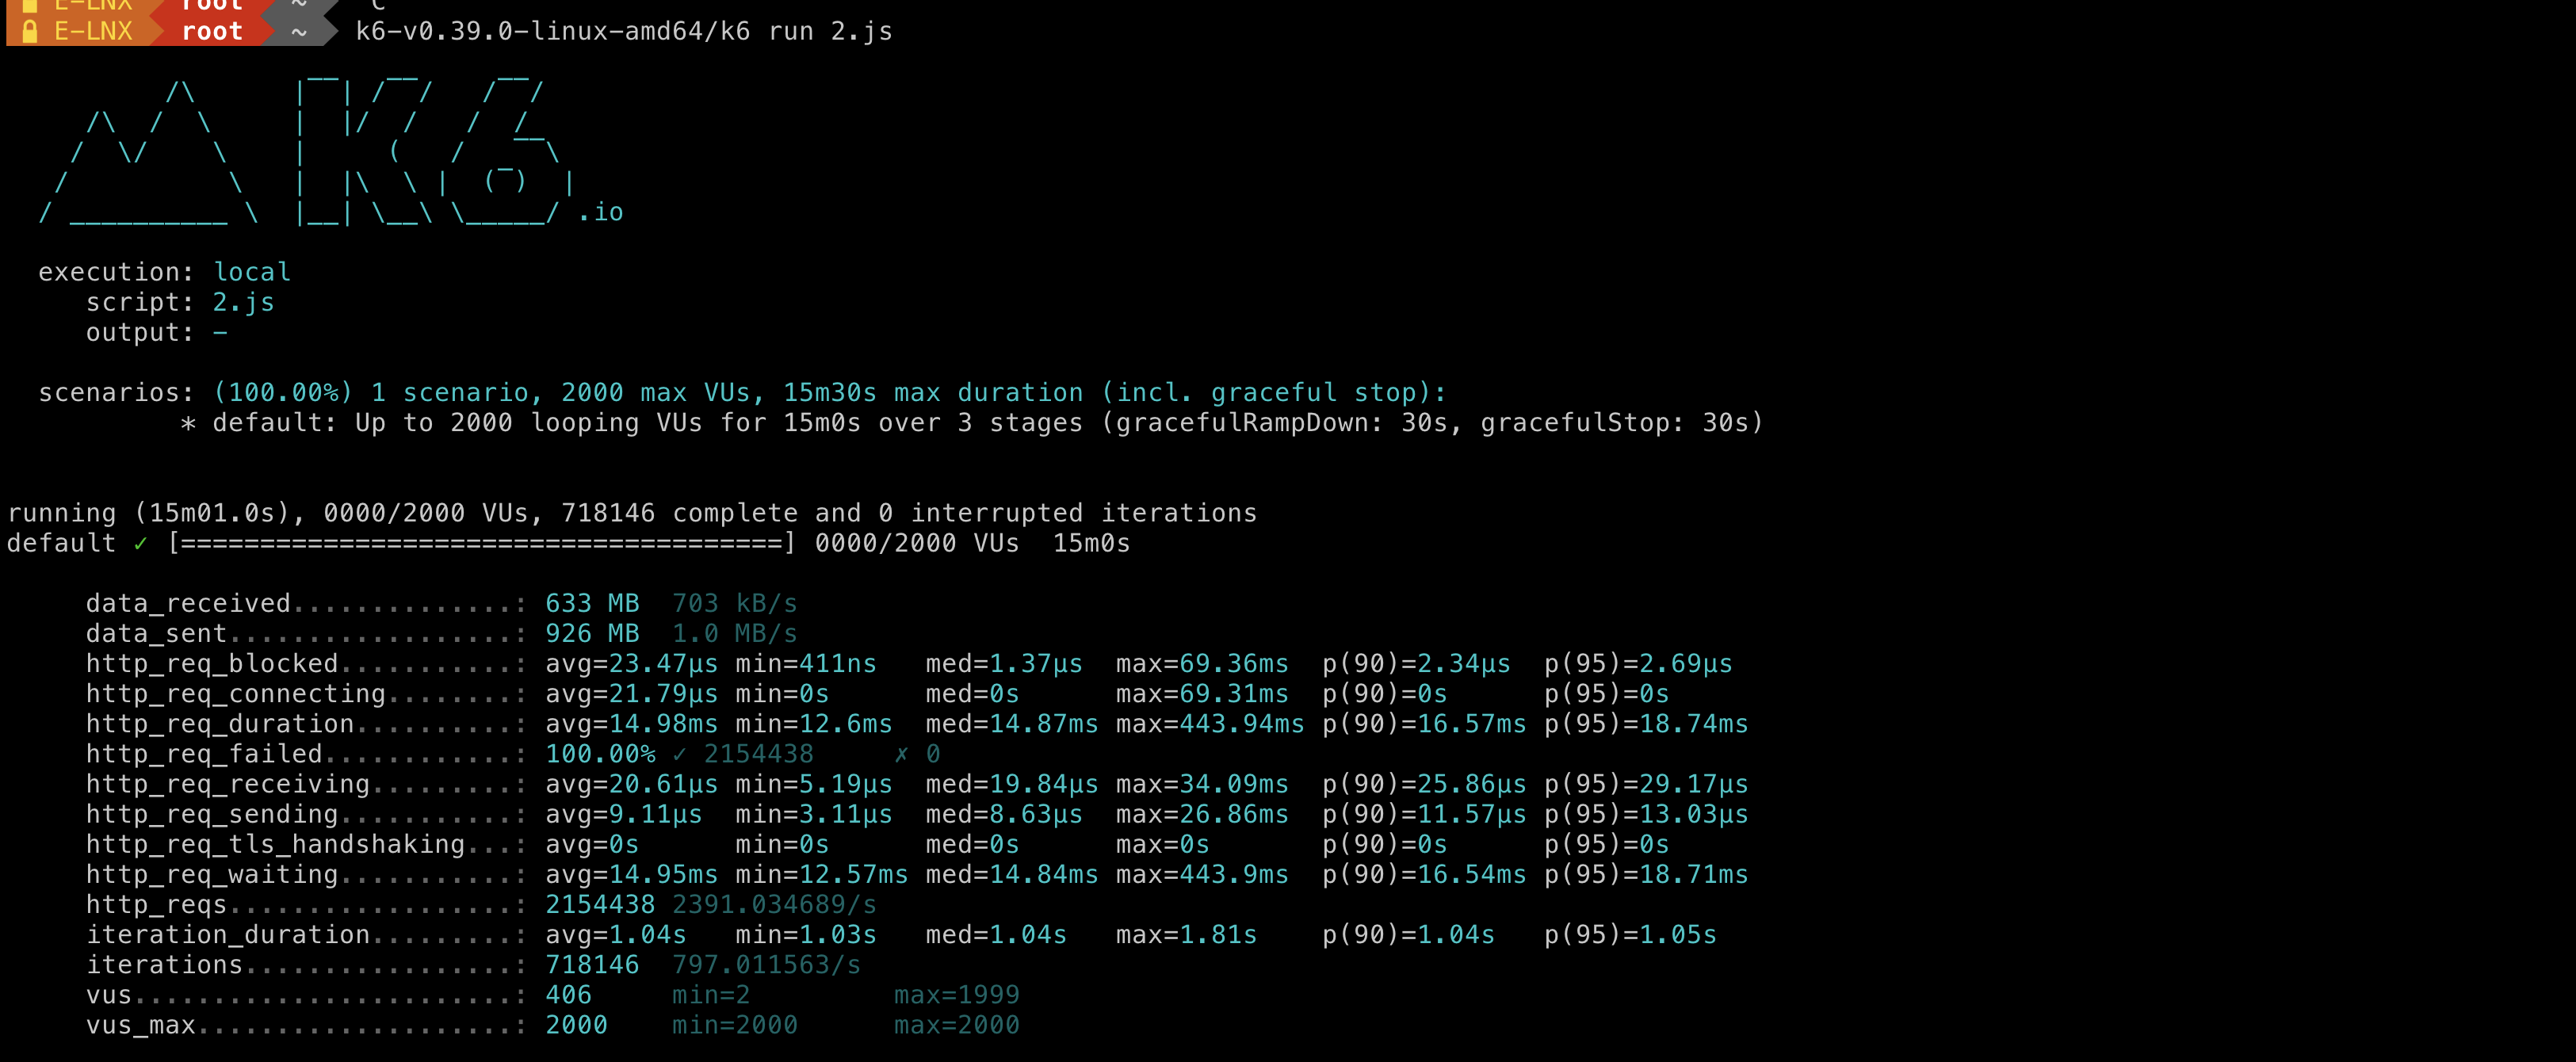 E-LNX root ~ ^C
E-LNX root ~ k6-v0.39.0-linux-amd64/k6 run 2.js
          /\      |‾‾| /‾‾/   /‾‾/
     /\  /  \     |  |/  /   /  /
    /  \/    \    |     (   /   ‾‾\
   /          \   |  |\  \ |  (‾)  |
  / __________ \  |__| \__\ \_____/ .io
  execution: local
     script: 2.js
     output: -
  scenarios: (100.00%) 1 scenario, 2000 max VUs, 15m30s max duration (incl. graceful stop):
           * default: Up to 2000 looping VUs for 15m0s over 3 stages (gracefulRampDown: 30s, gracefulStop: 30s)
running (15m01.0s), 0000/2000 VUs, 718146 complete and 0 interrupted iterations
default ✓ [======================================] 0000/2000 VUs  15m0s
     data_received..............: 633 MB  703 kB/s
     data_sent..................: 926 MB  1.0 MB/s
     http_req_blocked...........: avg=23.47µs min=411ns   med=1.37µs  max=69.36ms  p(90)=2.34µs  p(95)=2.69µs
     http_req_connecting........: avg=21.79µs min=0s      med=0s      max=69.31ms  p(90)=0s      p(95)=0s
     http_req_duration..........: avg=14.98ms min=12.6ms  med=14.87ms max=443.94ms p(90)=16.57ms p(95)=18.74ms
     http_req_failed............: 100.00% ✓ 2154438     ✗ 0
     http_req_receiving.........: avg=20.61µs min=5.19µs  med=19.84µs max=34.09ms  p(90)=25.86µs p(95)=29.17µs
     http_req_sending...........: avg=9.11µs  min=3.11µs  med=8.63µs  max=26.86ms  p(90)=11.57µs p(95)=13.03µs
     http_req_tls_handshaking...: avg=0s      min=0s      med=0s      max=0s       p(90)=0s      p(95)=0s
     http_req_waiting...........: avg=14.95ms min=12.57ms med=14.84ms max=443.9ms  p(90)=16.54ms p(95)=18.71ms
     http_reqs..................: 2154438 2391.034689/s
     iteration_duration.........: avg=1.04s   min=1.03s   med=1.04s   max=1.81s    p(90)=1.04s   p(95)=1.05s
     iterations.................: 718146  797.011563/s
     vus........................: 406     min=2         max=1999
     vus_max....................: 2000    min=2000      max=2000